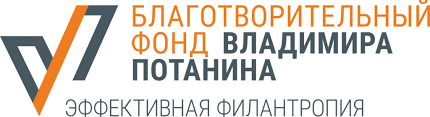 БЛАГОТВОРИТЕЛЬНЫЙ
ФОНД ВЛАДИМИРА
ПОТАНИНА
ЭФФЕКТИВНАЯ ФИЛАНТРОПИЯ